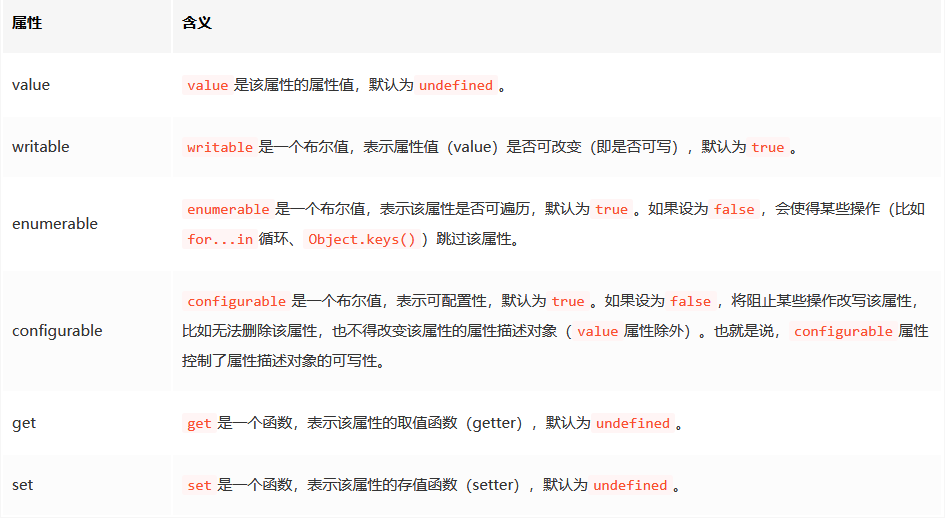 属性 含义
value value 是该属性的属性值，默认为 undefined 。
writable writable 是一个布尔值，表示属性值（value）是否可改变（即是否可写），默认为 true 。
enumerable enumerable 是一个布尔值，表示该属性是否可遍历，默认为 true 。如果设为 false ，会使得某些操作（比如
for...in 循环、 Object.keys() ）跳过该属性。
configurable configurable 是一个布尔值，表示可配置性，默认为 true 。如果设为 false ，将阻止某些操作改写该属性，
比如无法删除该属性，也不得改变该属性的属性描述对象（ value 属性除外）。也就是说， configurable 属性
控制了属性描述对象的可写性。
get get 是一个函数，表示该属性的取值函数（getter），默认为 undefined 。
set set 是一个函数，表示该属性的存值函数（setter），默认为 undefined 。